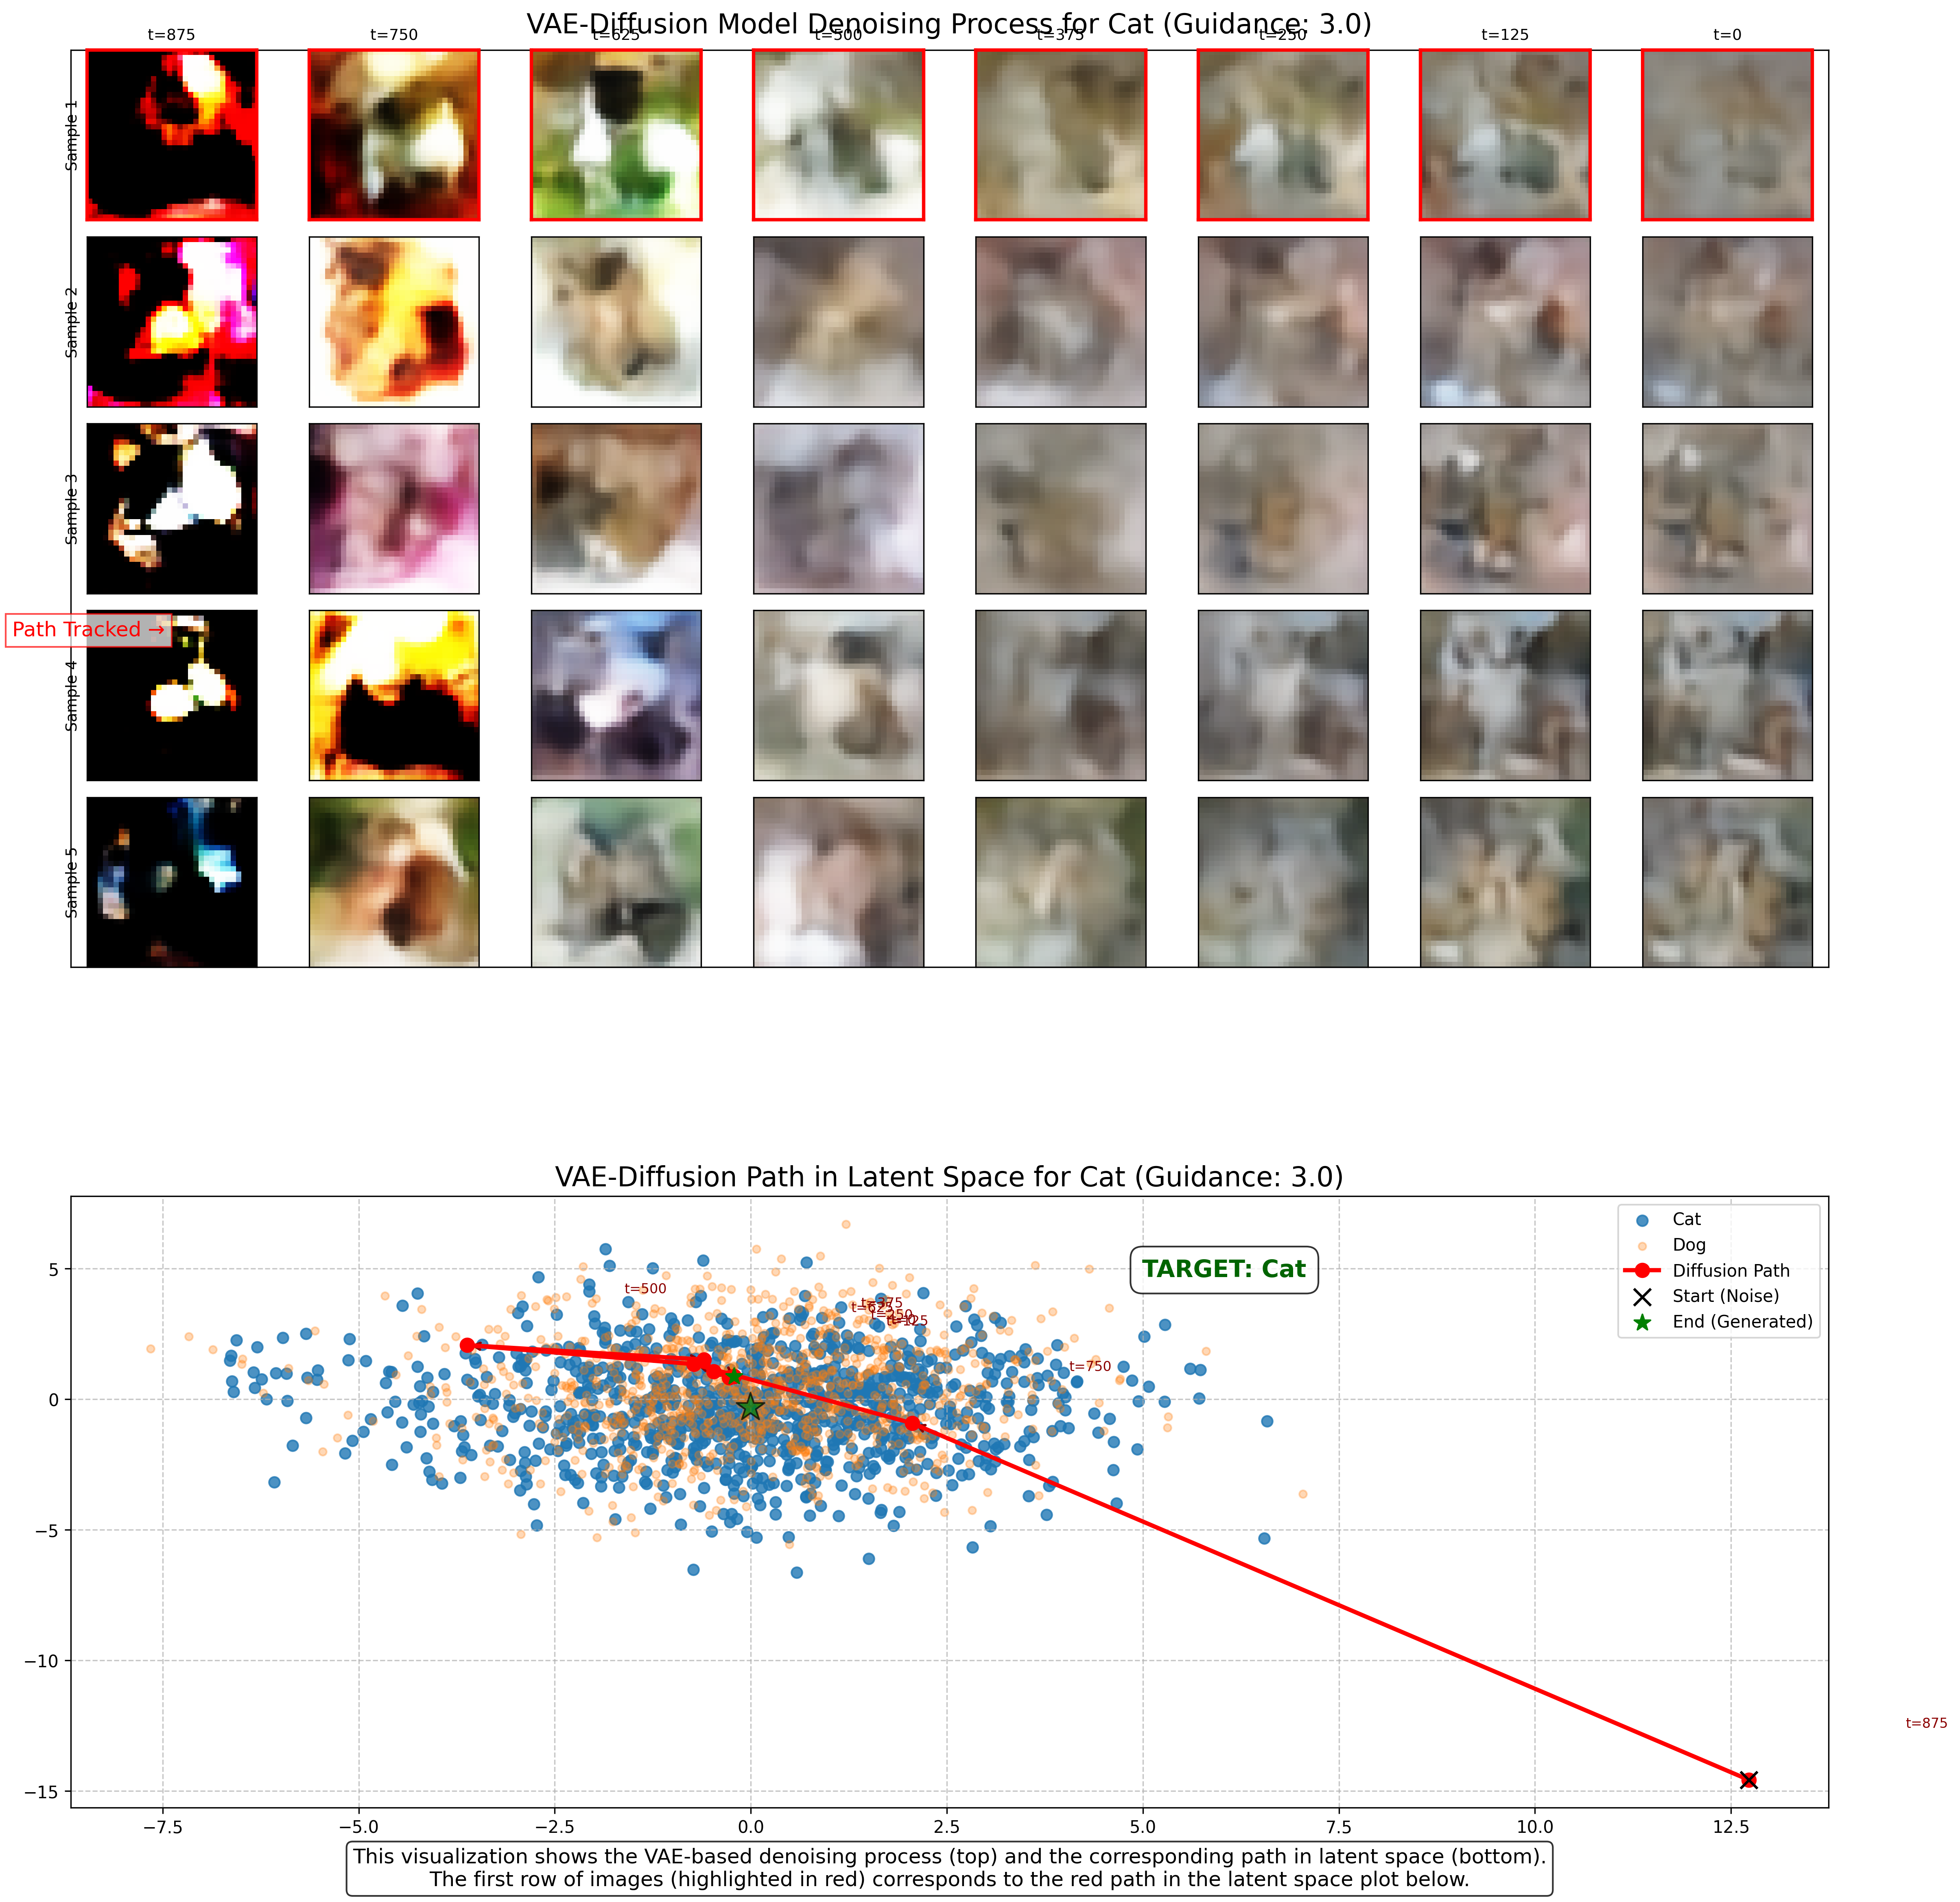 VAE-Diffusion Model Denoising Process for Cat (Guidance: 3.0)
t=875
t=750
t=625
t=500
t=375
t=250
t=125
t=0
Sample 1
Sample 2
Sample 3
Path Tracked →
Sample 4
Sample 5
VAE-Diffusion Path in Latent Space for Cat (Guidance: 3.0)
Cat
Dog
Diffusion Path
Start (Noise)
End (Generated)
TARGET: Cat
t=500
t=375
t=625
t=250
t=0
t=125
t=750
t=875
5
0
−5
−10
−15
−7.5
−5.0
−2.5
0.0
2.5
5.0
7.5
10.0
12.5
This visualization shows the VAE-based denoising process (top) and the corresponding path in latent space (bottom).
The first row of images (highlighted in red) corresponds to the red path in the latent space plot below.